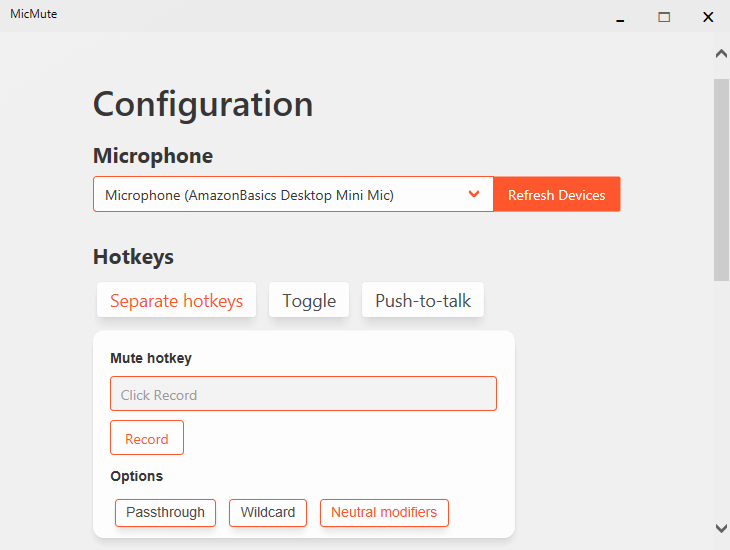 MicMute
Configuration
Microphone
Microphone (AmazonBasics Desktop Mini Mic) Refresh Devices
Hotkeys
Separate hotkeys Toggle Push-to-talk
Mute hotkey
Click Record
Record
Options
Passthrough Wildcard Neutral modifiers